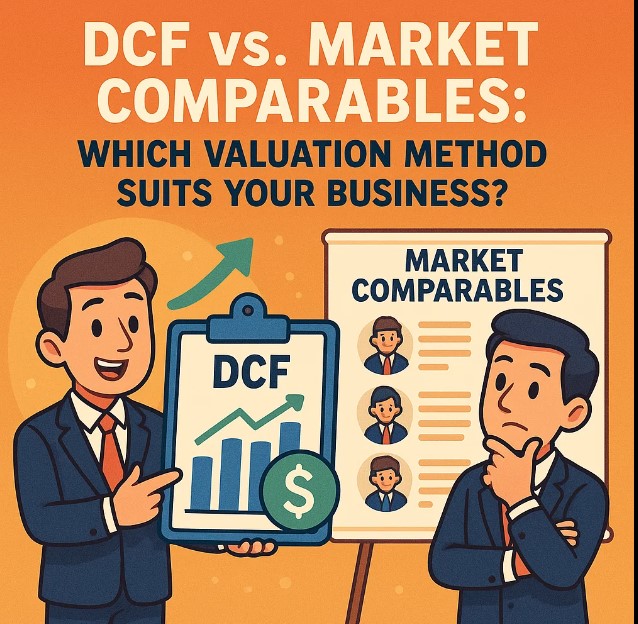 DCF vs. MARKET
COMPARABLES:
WHICH VALUATION METHOD
SUITS YOUR BUSINESS?
DCF
$
MARKET
COMPARABLES